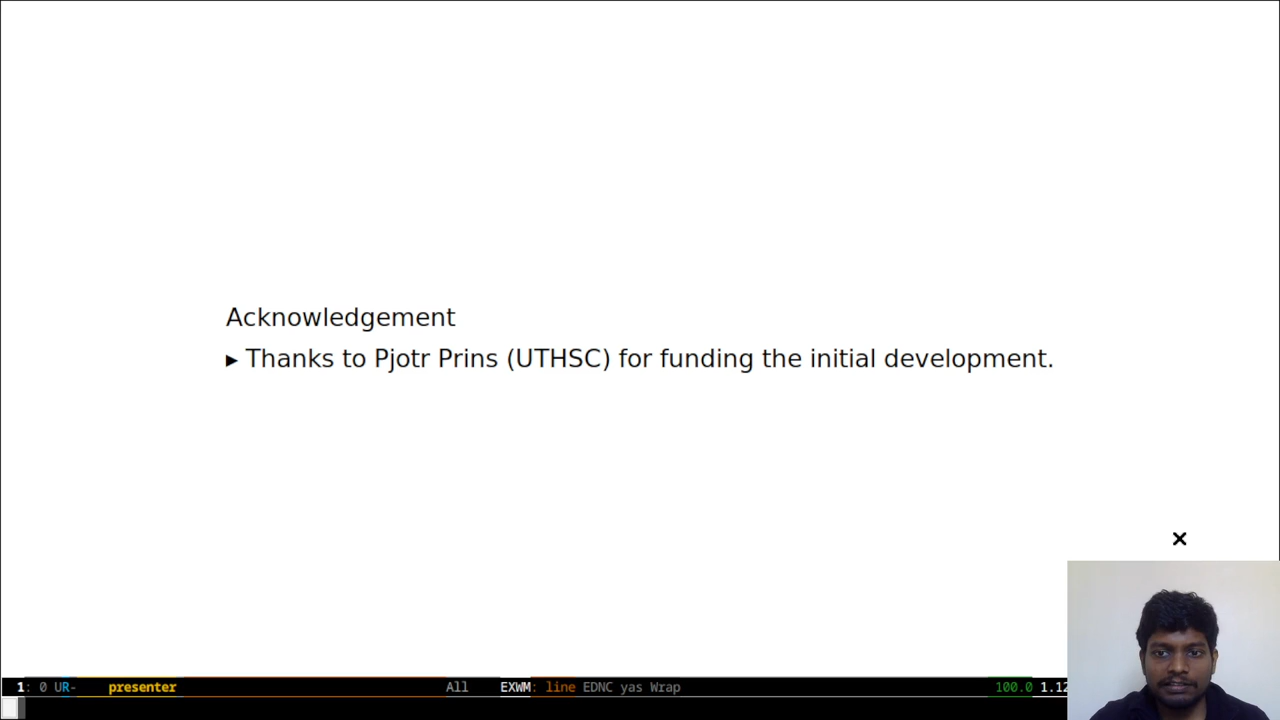 Acknowledgement
▸ Thanks to Pjotr Prins (UTHSC) for funding the initial development.
1: 0 UR- presenter All EXWM: line EDNC yas Wrap 100.0 1.12